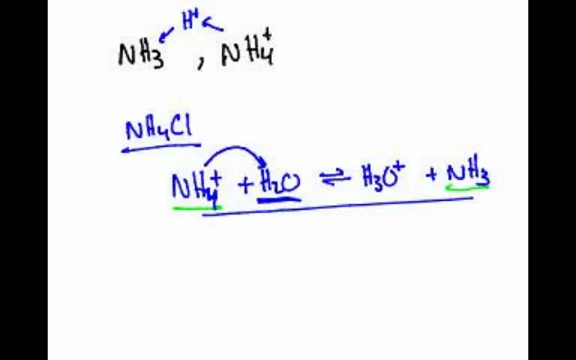 H⁺
NH₃ , NH₄⁺
NH₄Cl
NH₄⁺ + H₂O ⇌ H₃O⁺ + NH₃